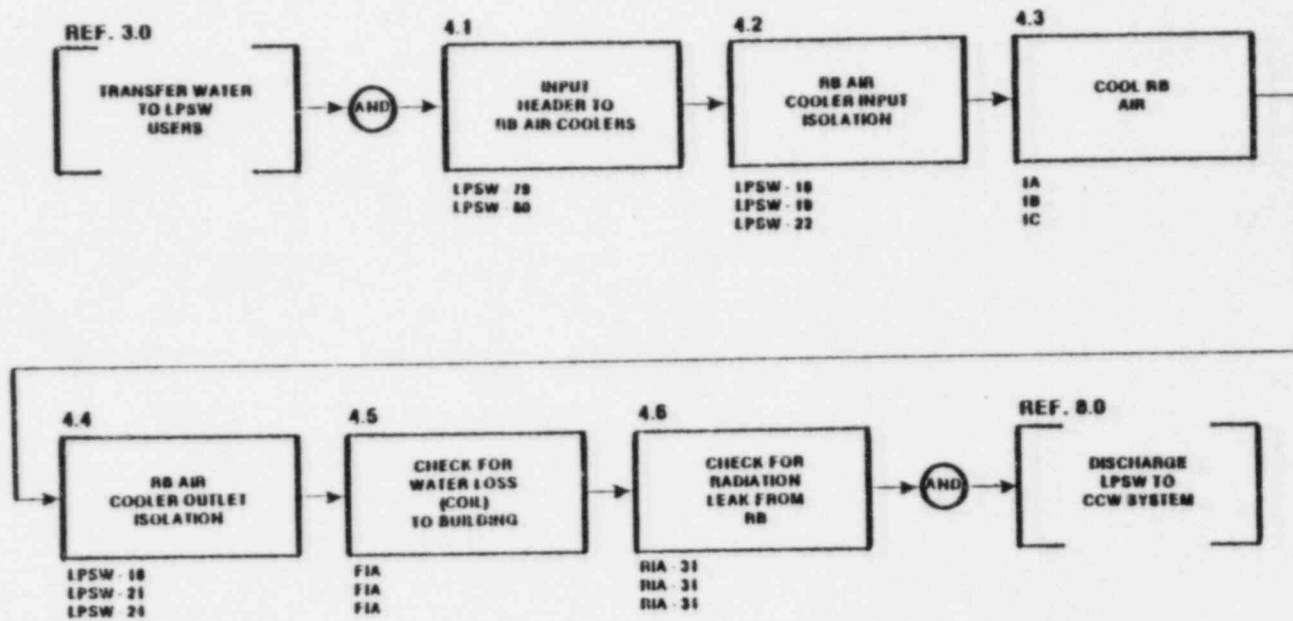 REF. 3.0
TRANSFER WATER
TO LPSW
USERS
AND
4.1
INPUT
HEADER TO
RB AIR COOLERS
LPSW - 79
LPSW - 80
4.2
RB AIR
COOLER INPUT
ISOLATION
LPSW - 16
LPSW - 19
LPSW - 22
4.3
COOL RB
AIR
1A
1B
1C
4.4
RB AIR
COOLER OUTLET
ISOLATION
LPSW - 18
LPSW - 21
LPSW - 24
4.5
CHECK FOR
WATER LOSS
(COIL)
TO BUILDING
FIA
FIA
FIA
4.6
CHECK FOR
RADIATION
LEAK FROM
RB
RIA - 31
RIA - 31
RIA - 31
AND
REF. 8.0
DISCHARGE
LPSW TO
CCW SYSTEM